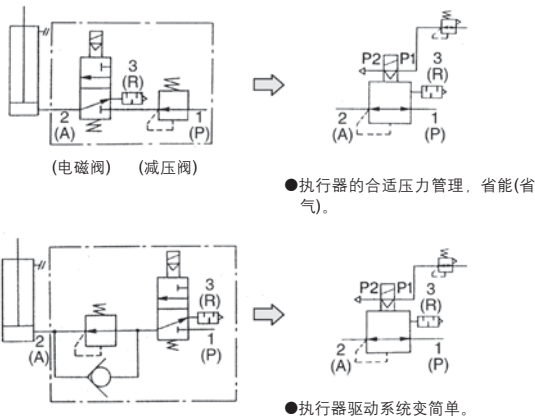 P2 P1
3
(R)
3
(R)
2
(A)
1
(P)
2
(A)
1
(P)
(电磁阀) (减压阀)
●执行器的合适压力管理，省能(省
气)。
P2 P1
3
(R)
3
(R)
2
(A)
1
(P)
2
(A)
1
(P)
●执行器驱动系统变简单。